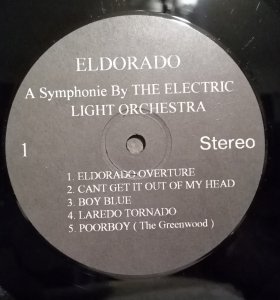 ELDORADO
A Symphonie By THE ELECTRIC
LIGHT ORCHESTRA
1 Stereo
1. ELDORADO OVERTURE
2. CANT GET IT OUT OF MY HEAD
3. BOY BLUE
4. LAREDO TORNADO
5. POORBOY ( The Greenwood )